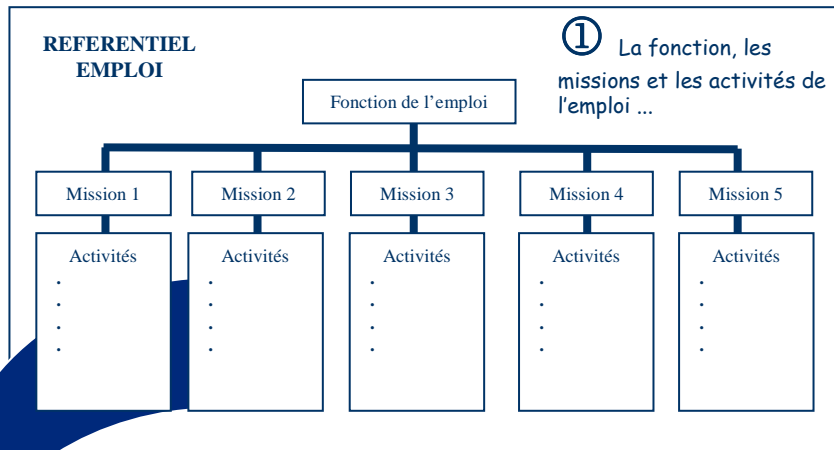 REFERENTIEL
EMPLOI
① La fonction, les
missions et les activités de
l’emploi ...
Fonction de l’emploi
Mission 1
Mission 2
Mission 3
Mission 4
Mission 5
Activités
·
·
·
·
Activités
·
·
·
·
Activités
·
·
·
·
Activités
·
·
·
·
Activités
·
·
·
·